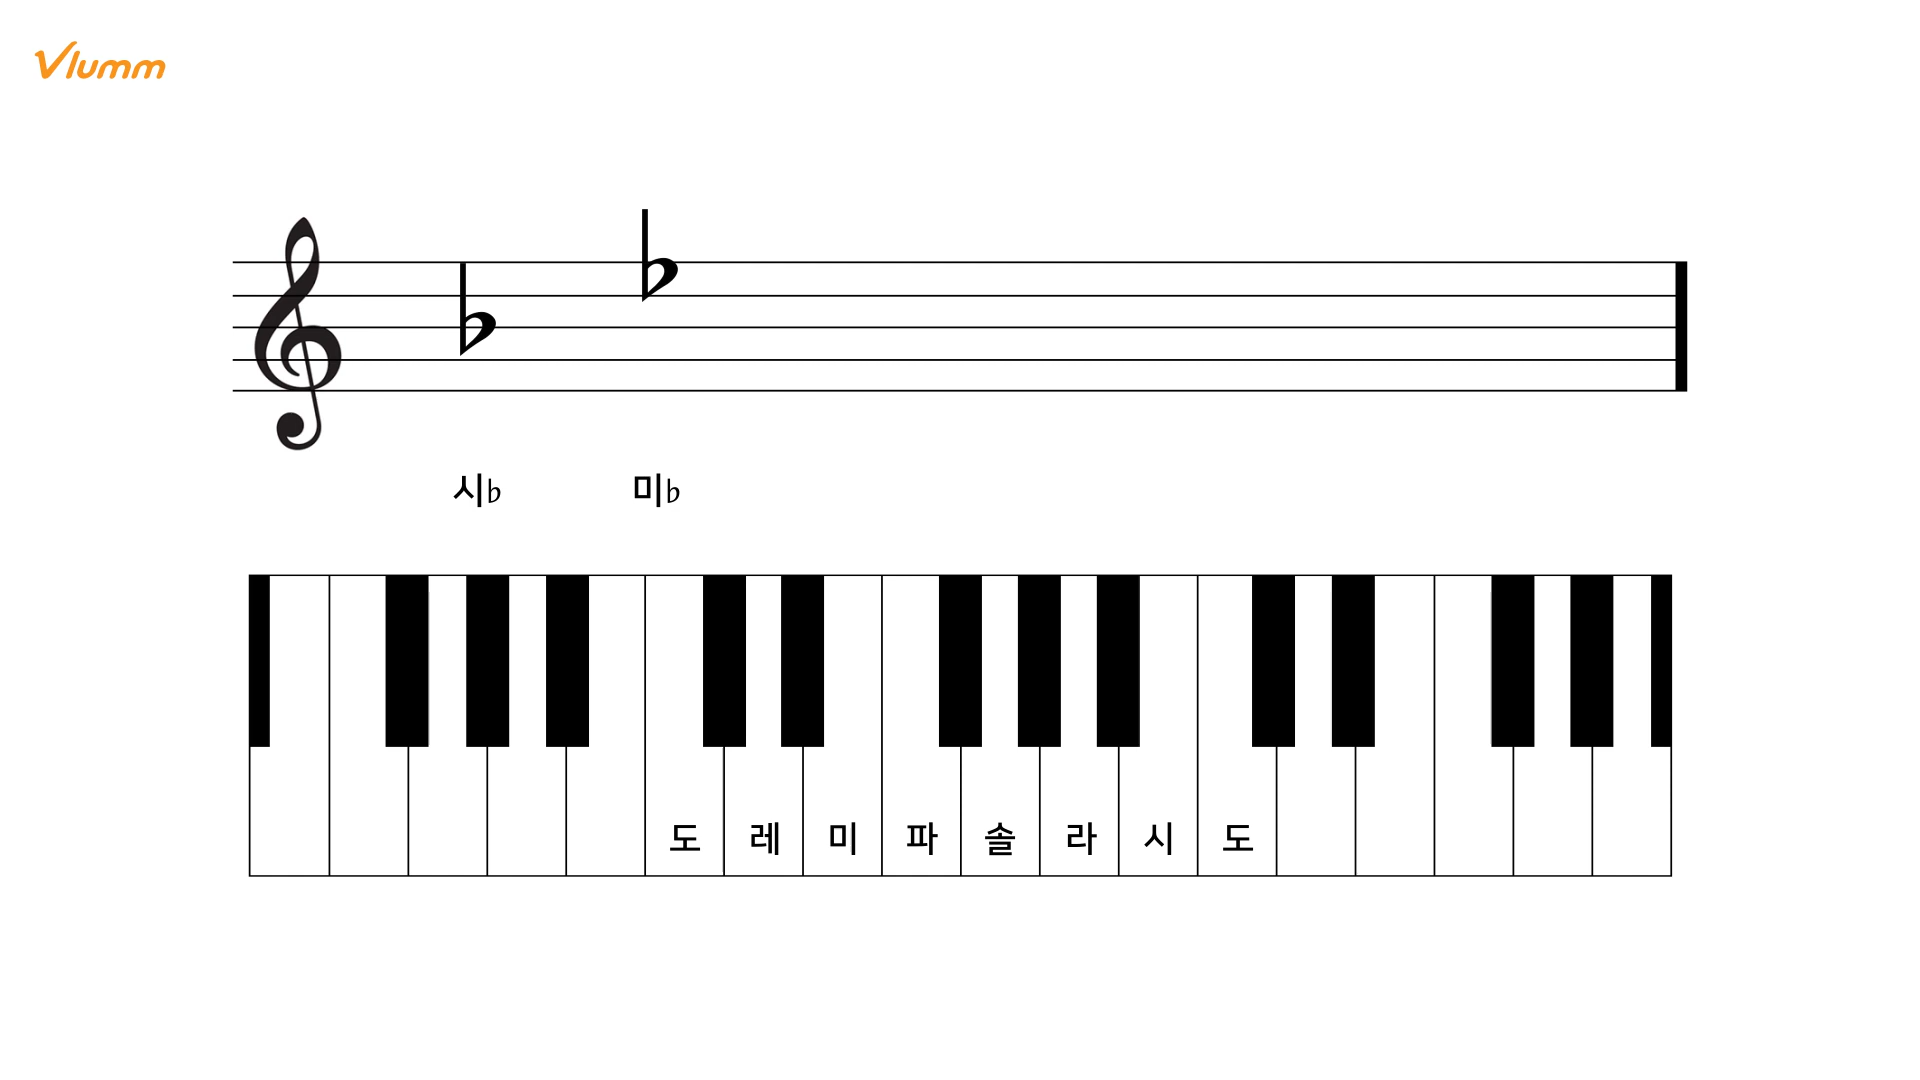 Vlumm
시♭ 미♭
도 레 미 파 솔 라 시 도